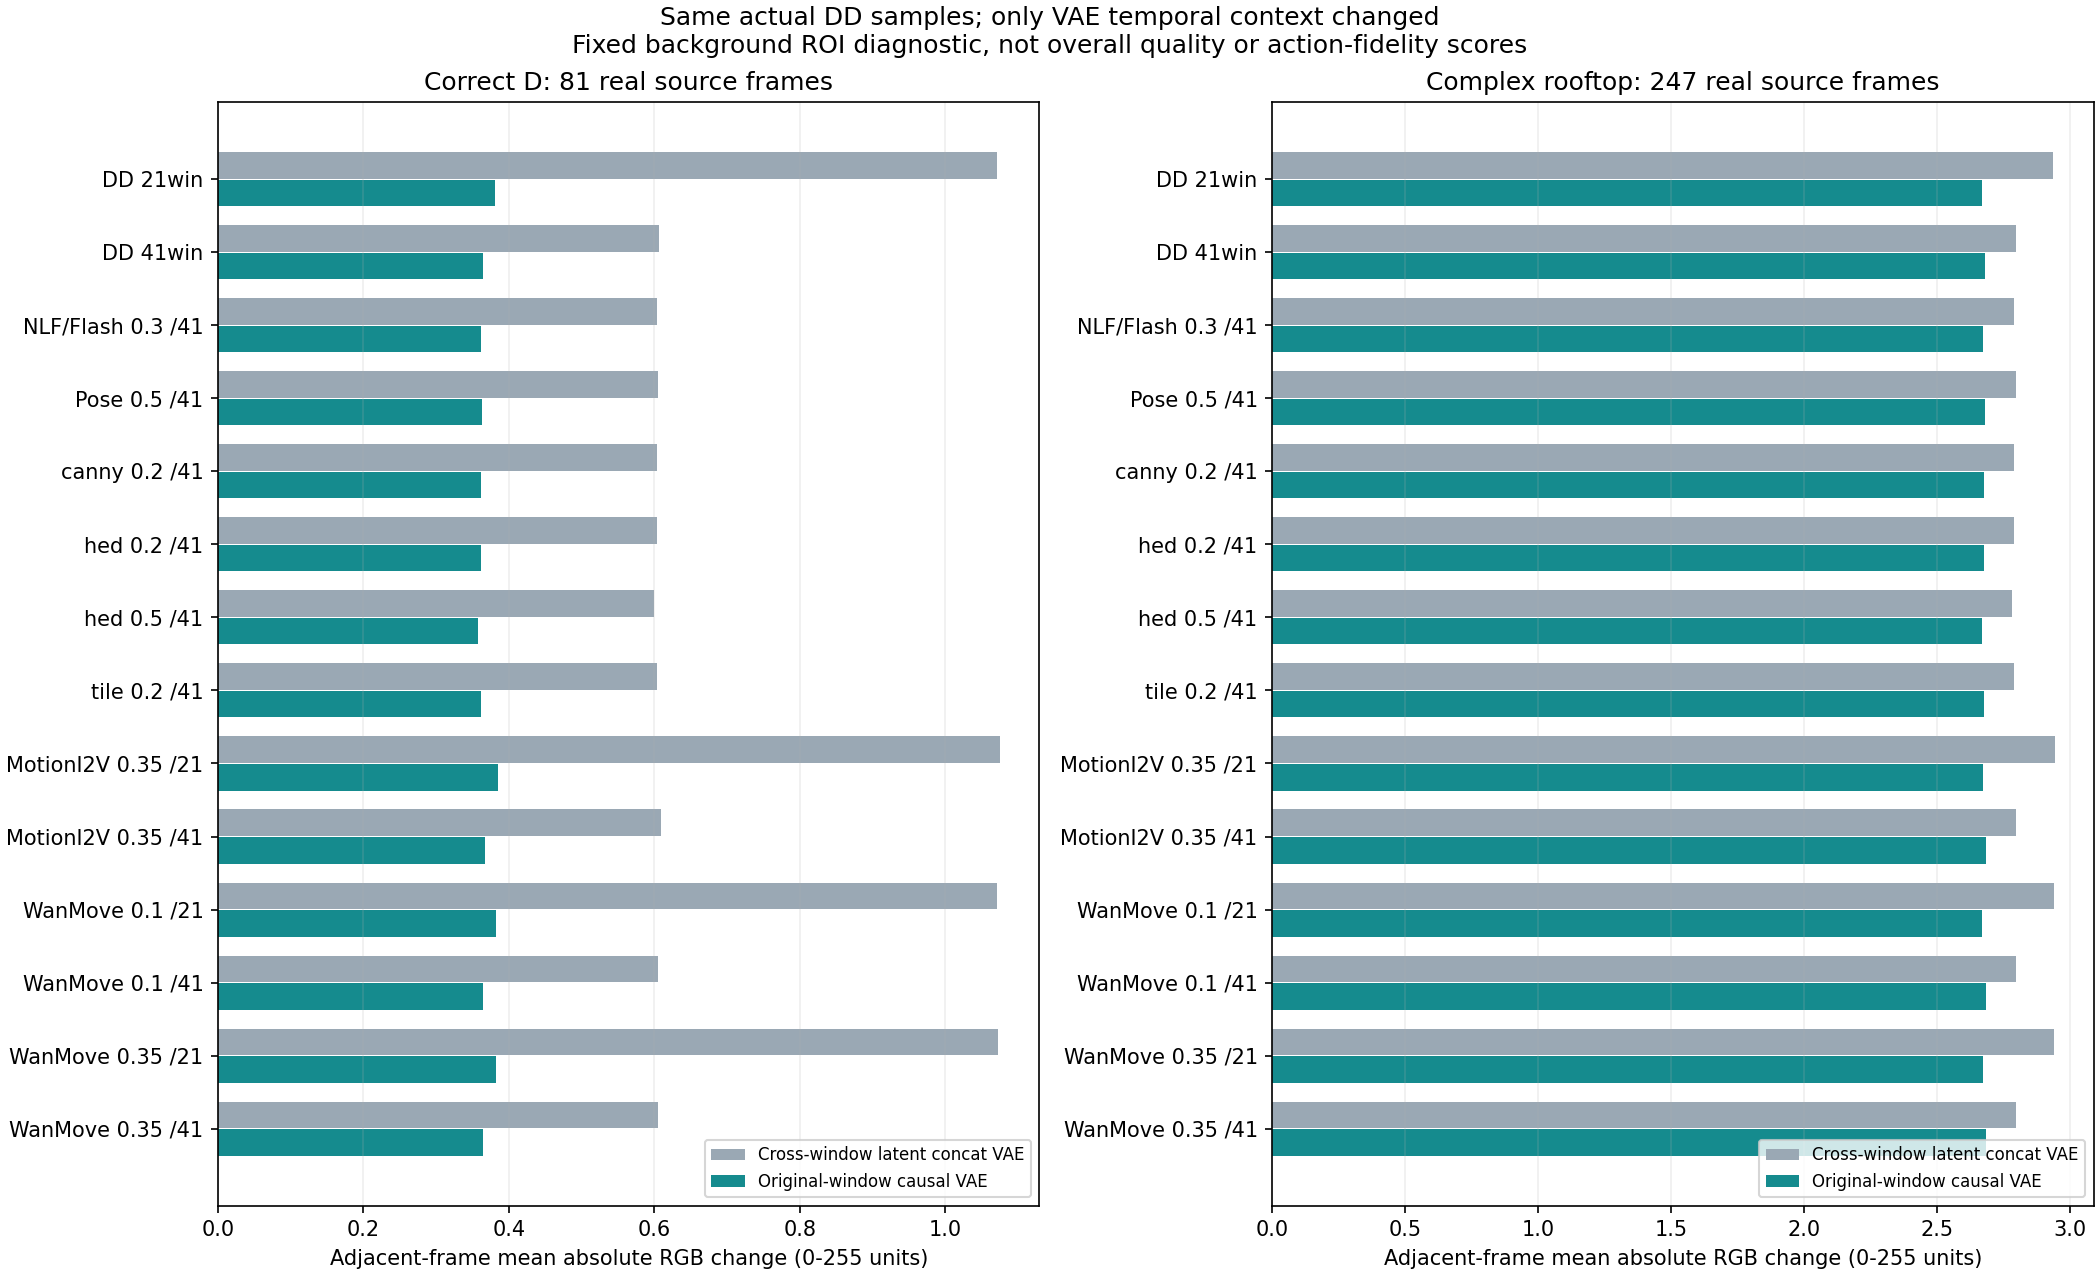 Same actual DD samples; only VAE temporal context changed
Fixed background ROI diagnostic, not overall quality or action-fidelity scores
Correct D: 81 real source frames
DD 21win
DD 41win
NLF/Flash 0.3 /41
Pose 0.5 /41
canny 0.2 /41
hed 0.2 /41
hed 0.5 /41
tile 0.2 /41
MotionI2V 0.35 /21
MotionI2V 0.35 /41
WanMove 0.1 /21
WanMove 0.1 /41
WanMove 0.35 /21
WanMove 0.35 /41
Cross-window latent concat VAE
Original-window causal VAE
0.0 0.2 0.4 0.6 0.8 1.0
Adjacent-frame mean absolute RGB change (0-255 units)
Complex rooftop: 247 real source frames
DD 21win
DD 41win
NLF/Flash 0.3 /41
Pose 0.5 /41
canny 0.2 /41
hed 0.2 /41
hed 0.5 /41
tile 0.2 /41
MotionI2V 0.35 /21
MotionI2V 0.35 /41
WanMove 0.1 /21
WanMove 0.1 /41
WanMove 0.35 /21
WanMove 0.35 /41
Cross-window latent concat VAE
Original-window causal VAE
0.0 0.5 1.0 1.5 2.0 2.5 3.0
Adjacent-frame mean absolute RGB change (0-255 units)